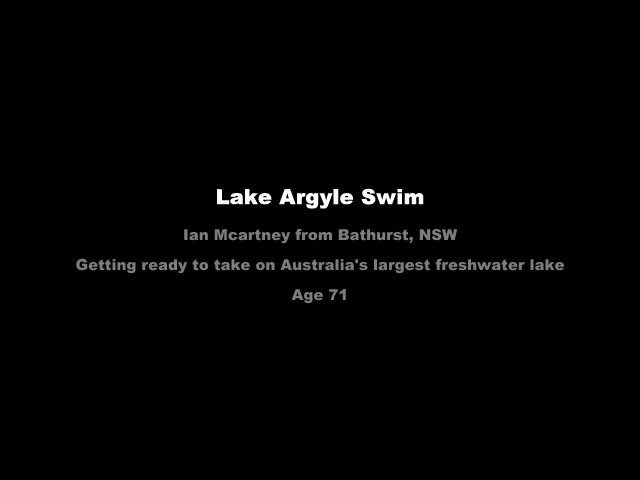 Lake Argyle Swim
Ian Mcartney from Bathurst, NSW
Getting ready to take on Australia's largest freshwater lake
Age 71